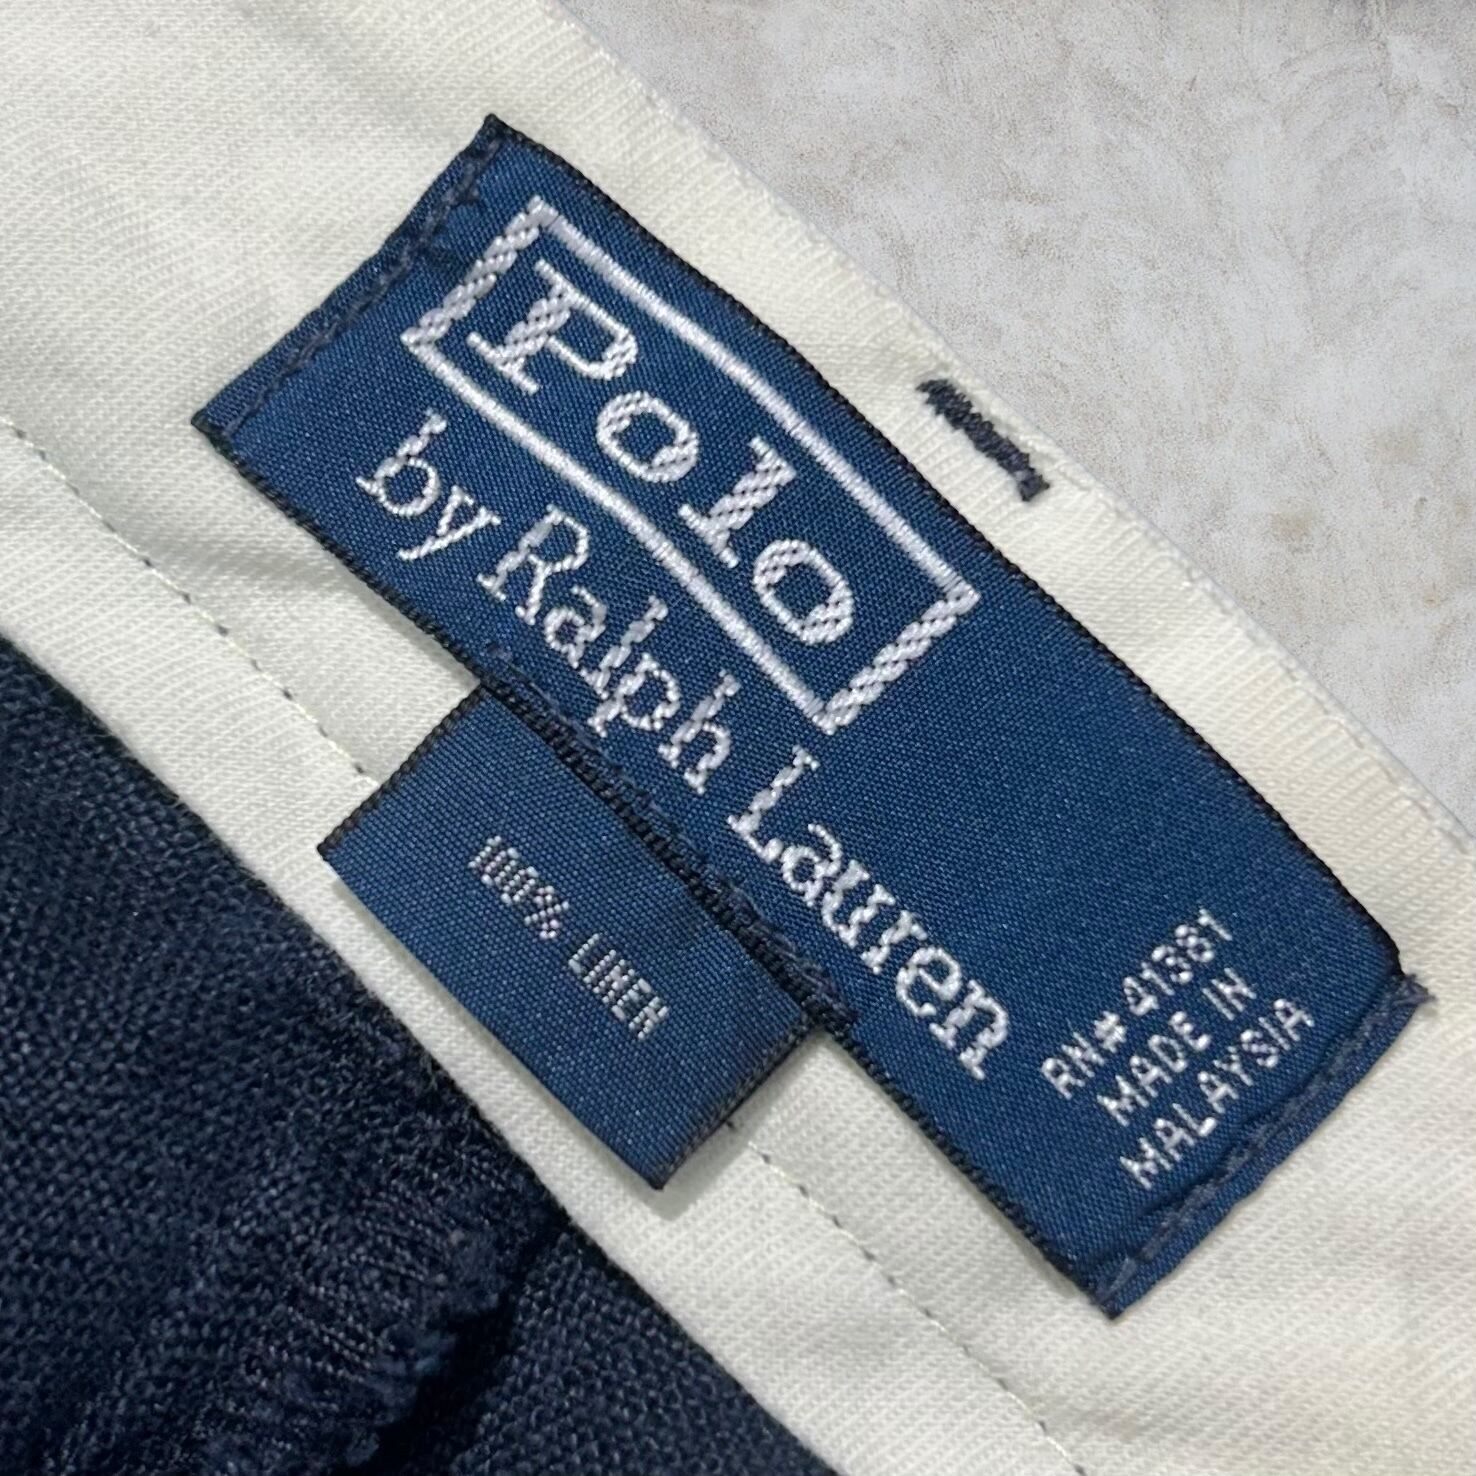 Polo
by Ralph Lauren
100% LINEN
RN# 41381
MADE IN
MALAYSIA